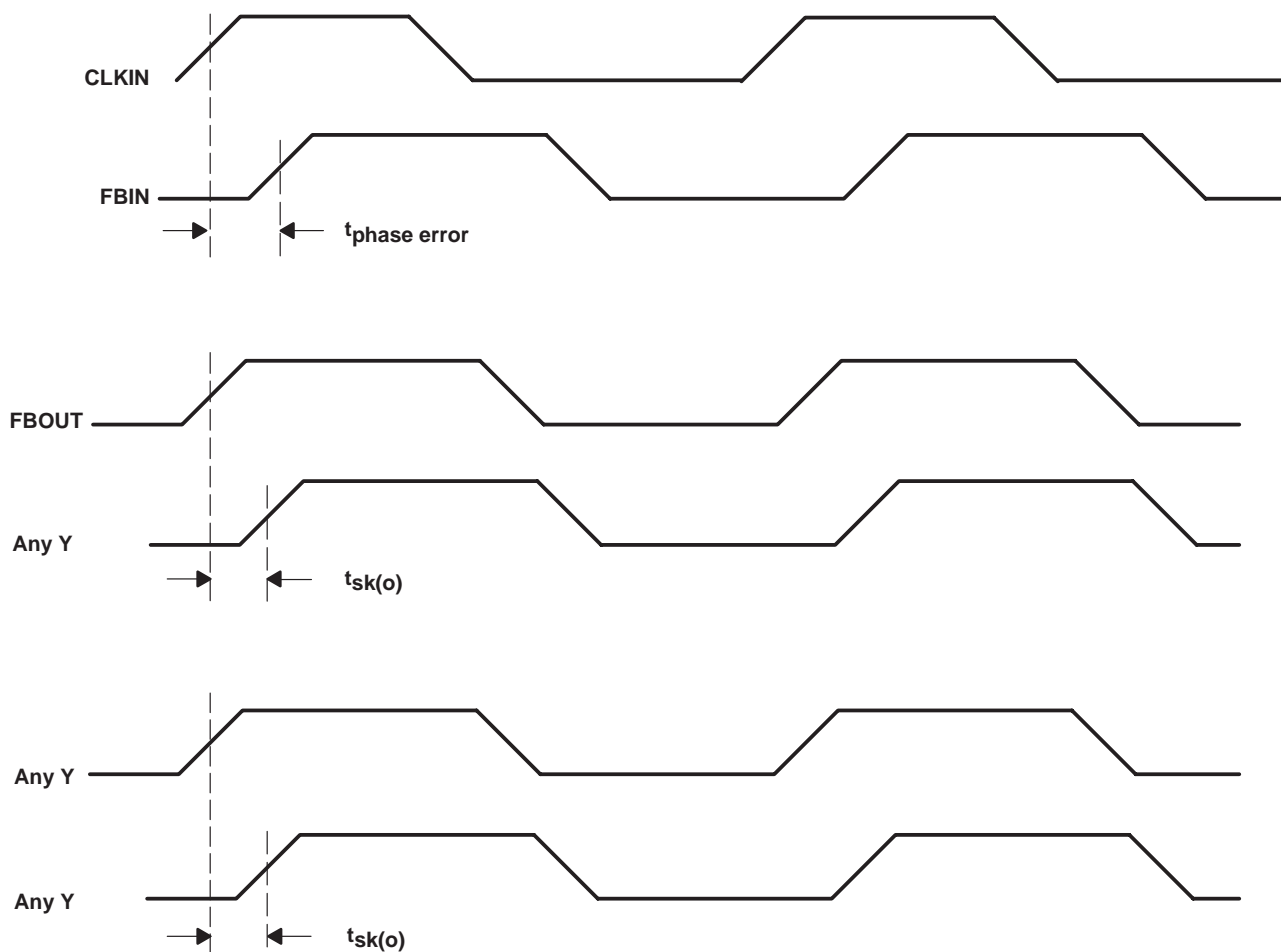 CLKIN
FBIN
tphase error
FBOUT
Any Y
tsk(o)
Any Y
Any Y
tsk(o)